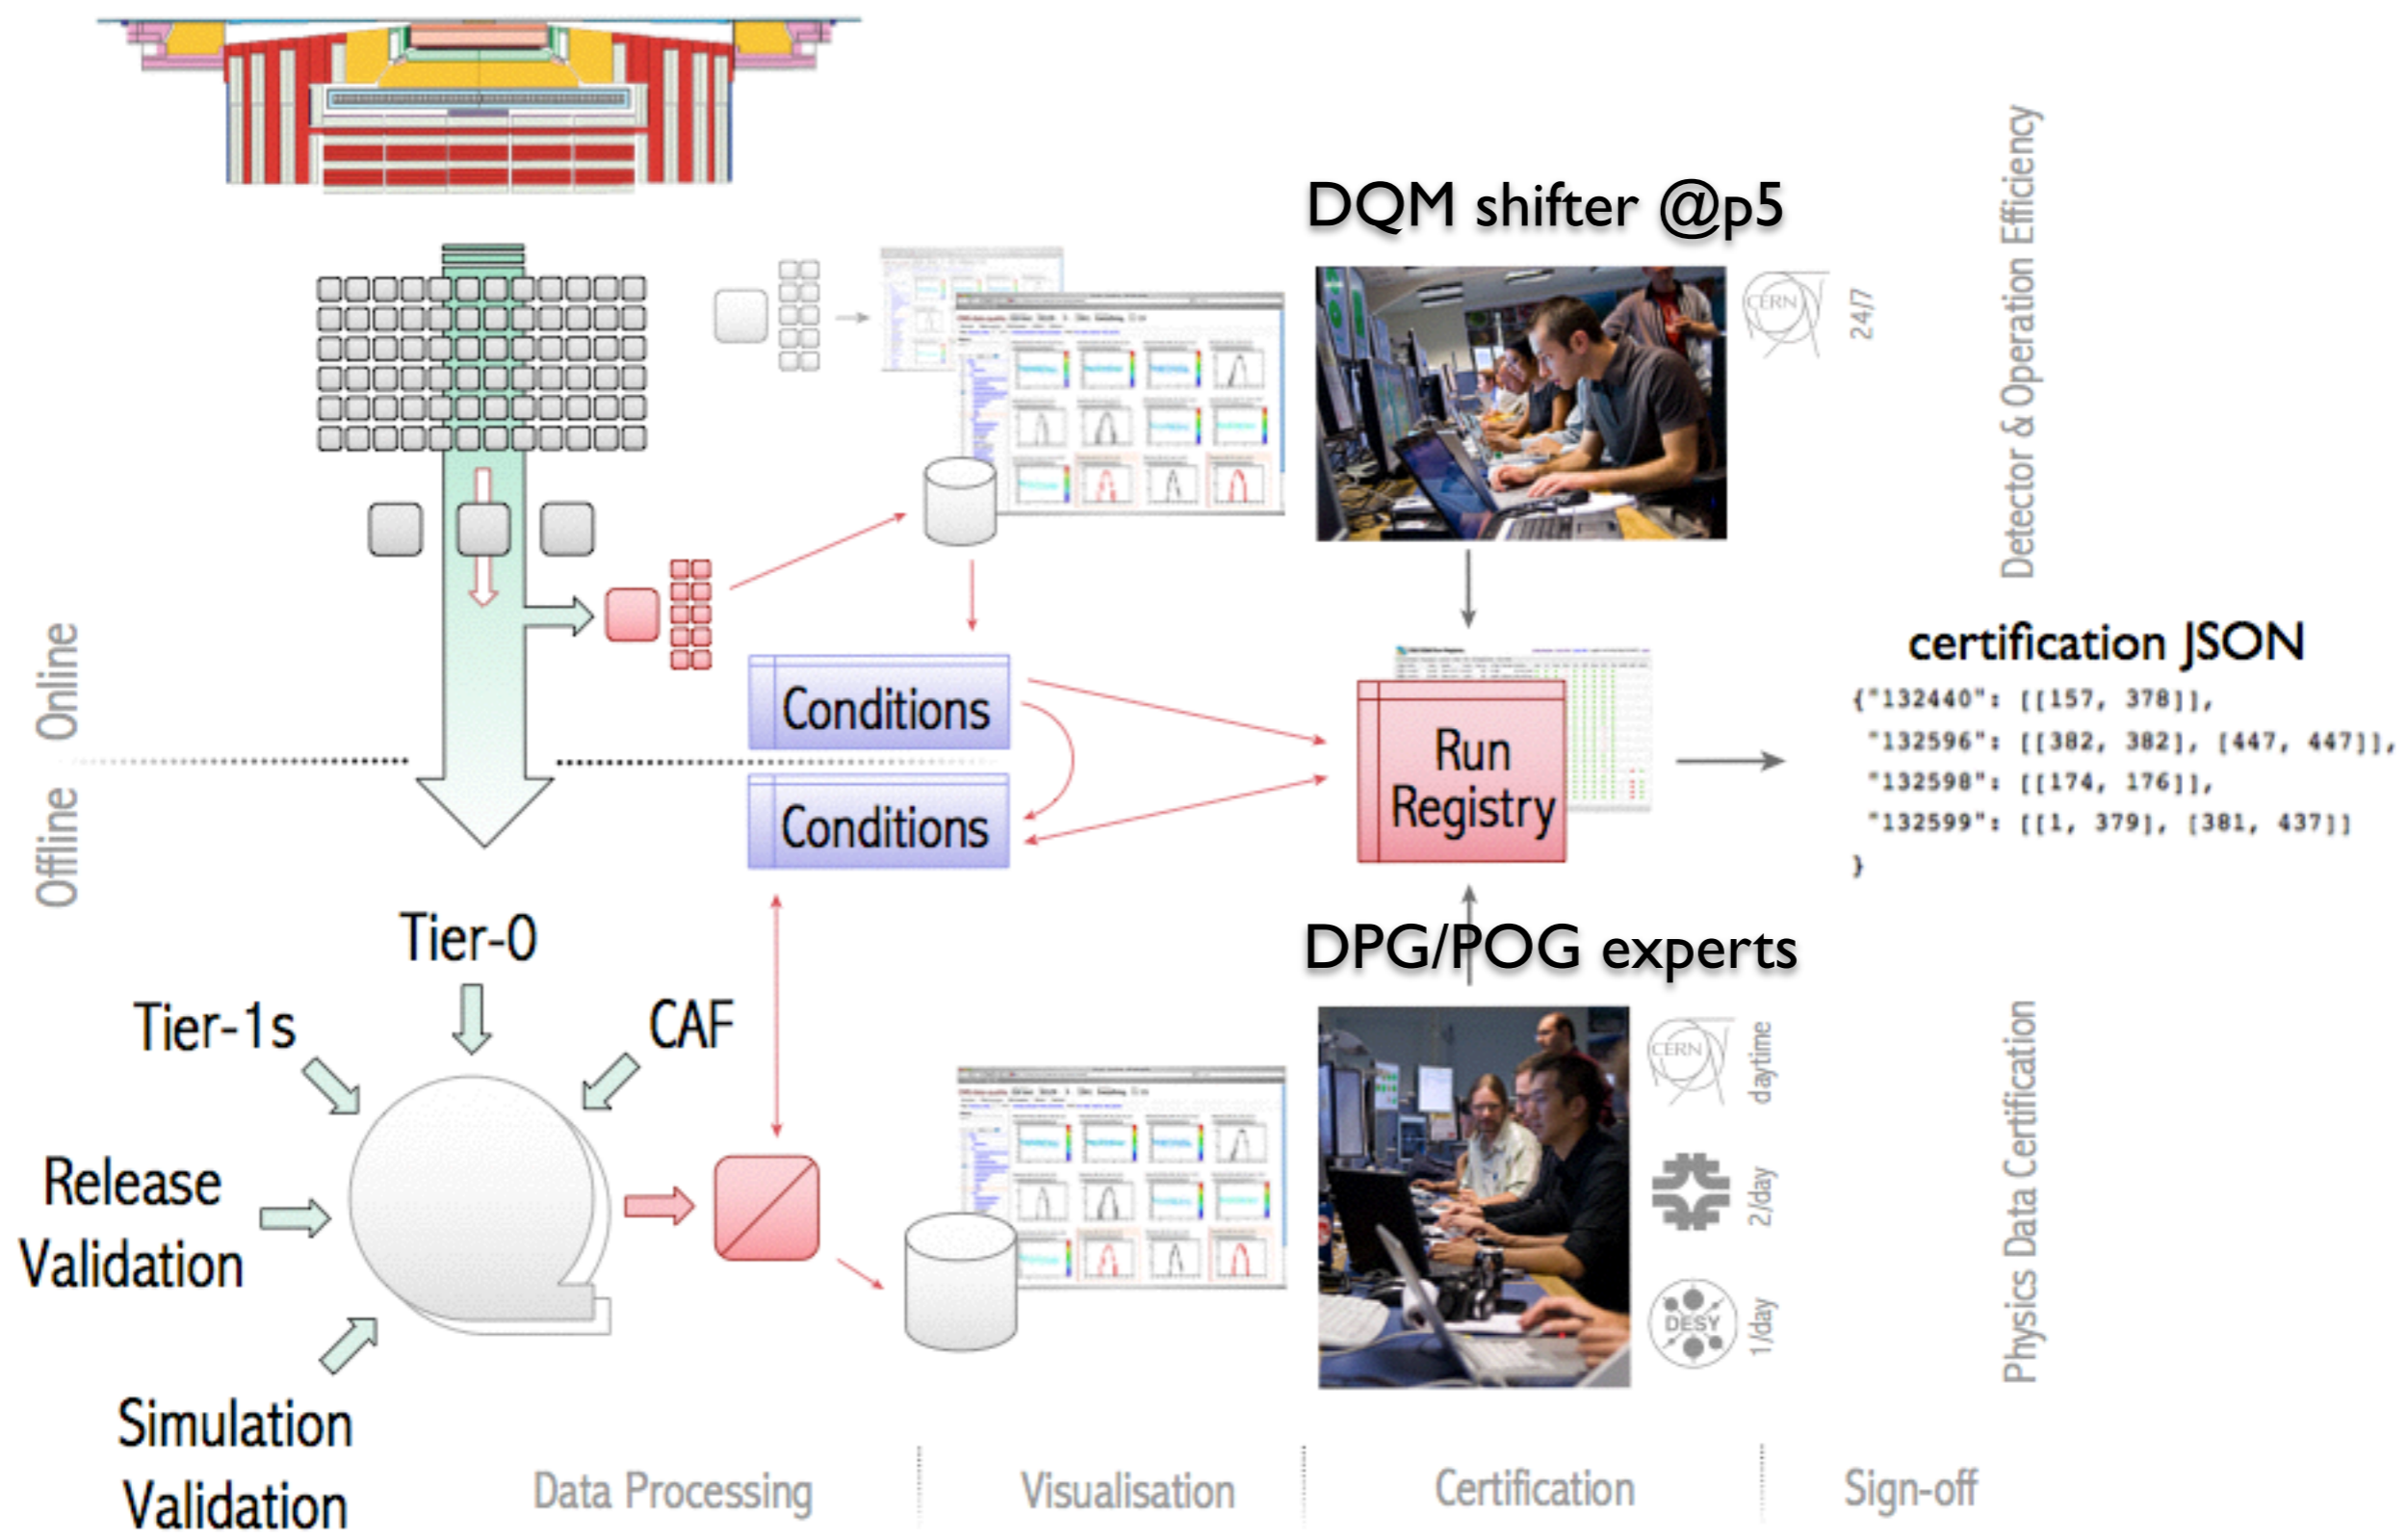 DQM shifter @p5
CERN
24/7
Detector & Operation Efficiency
Online
Conditions
Run
Registry
certification JSON
{"132440": [[157, 378]],
"132596": [[382, 382], [447, 447]],
"132598": [[174, 176]],
"132599": [[1, 379], [381, 437]]
}
Offline
Conditions
Tier-0
Tier-1s
CAF
Release
Validation
Simulation
Validation
DPG/POG experts
CERN
daytime
2/day
DESY
1/day
Physics Data Certification
Data Processing
Visualisation
Certification
Sign-off